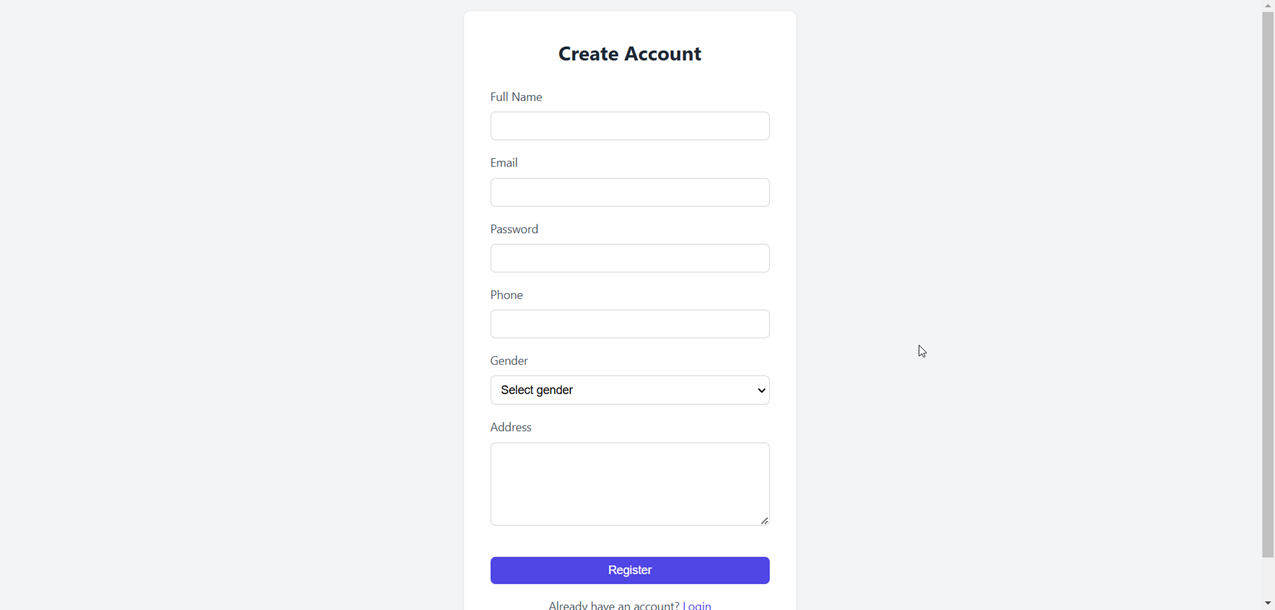 Create Account
Full Name
Email
Password
Phone
Gender
Select gender
Address
Register
Already have an account? Login